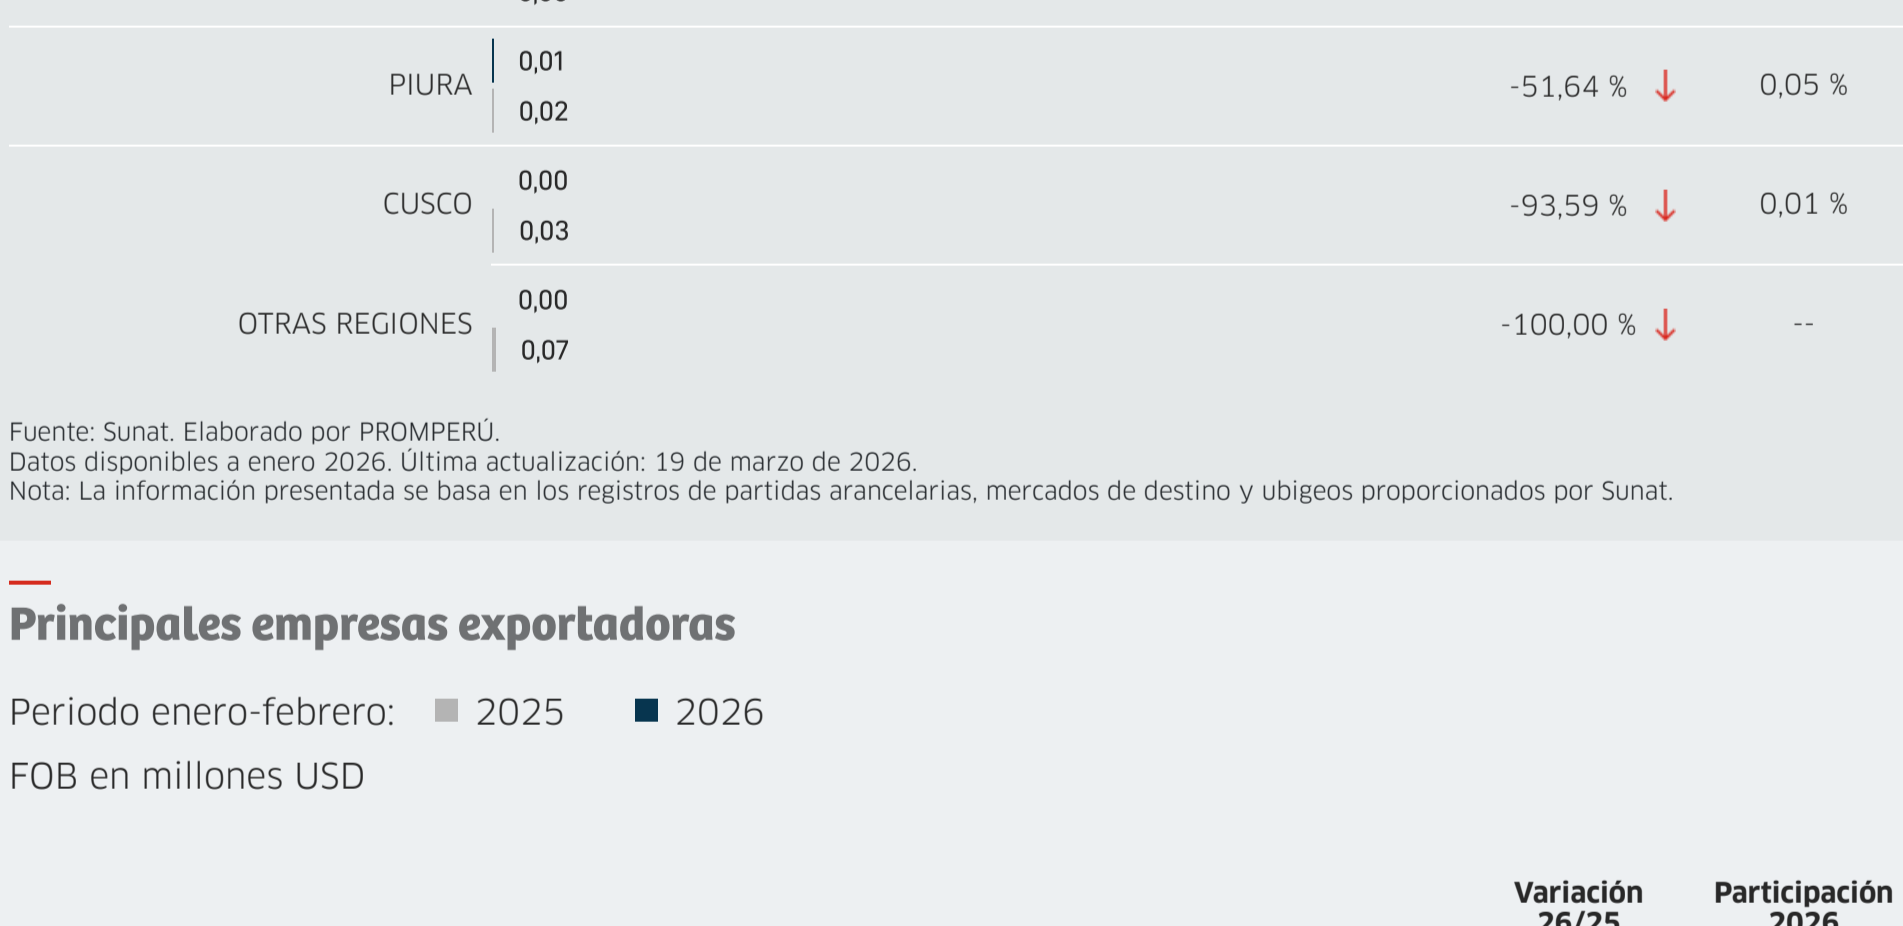 PIURA
0,01
0,02
-51,64 %
0,05 %
CUSCO
0,00
0,03
-93,59 %
0,01 %
OTRAS REGIONES
0,00
0,07
-100,00 %
--
Fuente: Sunat. Elaborado por PROMPERÚ.
Datos disponibles a enero 2026. Última actualización: 19 de marzo de 2026.
Nota: La información presentada se basa en los registros de partidas arancelarias, mercados de destino y ubigeos proporcionados por Sunat.
Principales empresas exportadoras
Periodo enero-febrero: 2025 2026
FOB en millones USD
Variación
26/25
Participación
2026